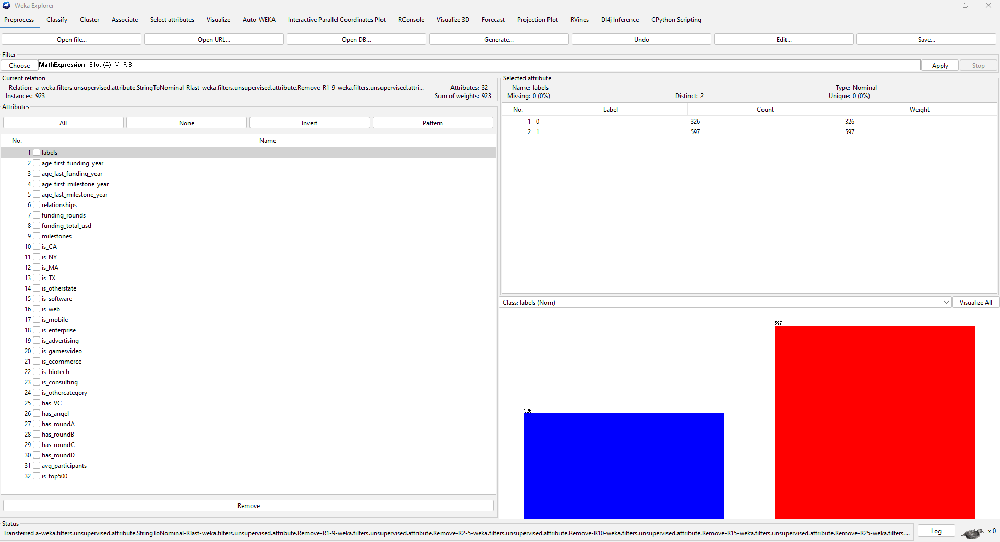 Weka Explorer
Preprocess Classify Cluster Associate Select attributes Visualize Auto-WEKA Interactive Parallel Coordinates Plot RConsole Visualize 3D Forecast Projection Plot RVines Dl4j Inference CPython Scripting
Open file... Open URL... Open DB... Generate... Undo Edit... Save...
Filter
Choose MathExpression -E log(A) -V -R 8 Apply Stop
Current relation
Relation: a-weka.filters.unsupervised.attribute.StringToNominal-Rlast-weka.filters.unsupervised.attribute.Remove-R1-9-weka.filters.unsupervised.attri... Attributes: 32
Instances: 923 Sum of weights: 923
Attributes
All None Invert Pattern
No. Name
1 labels
2 age_first_funding_year
3 age_last_funding_year
4 age_first_milestone_year
5 age_last_milestone_year
6 relationships
7 funding_rounds
8 funding_total_usd
9 milestones
10 is_CA
11 is_NY
12 is_MA
13 is_TX
14 is_otherstate
15 is_software
16 is_web
17 is_mobile
18 is_enterprise
19 is_advertising
20 is_gamesvideo
21 is_ecommerce
22 is_biotech
23 is_consulting
24 is_othercategory
25 has_VC
26 has_angel
27 has_roundA
28 has_roundB
29 has_roundC
30 has_roundD
31 avg_participants
32 is_top500
Remove
Selected attribute
Name: labels Type: Nominal
Missing: 0 (0%) Distinct: 2 Unique: 0 (0%)
No. Label Count Weight
1 0 326 326
2 1 597 597
Class: labels (Nom) Visualize All
597
326
Status
Transferred a-weka.filters.unsupervised.attribute.StringToNominal-Rlast-weka.filters.unsupervised.attribute.Remove-R1-9-weka.filters.unsupervised.attribute.Remove-R2-5-weka.filters.unsupervised.attribute.Remove-R10-weka.filters.unsupervised.attribute.Remove-R15-weka.filters.unsupervised.attribute.Remove-R25-weka.filters.... Log x 0